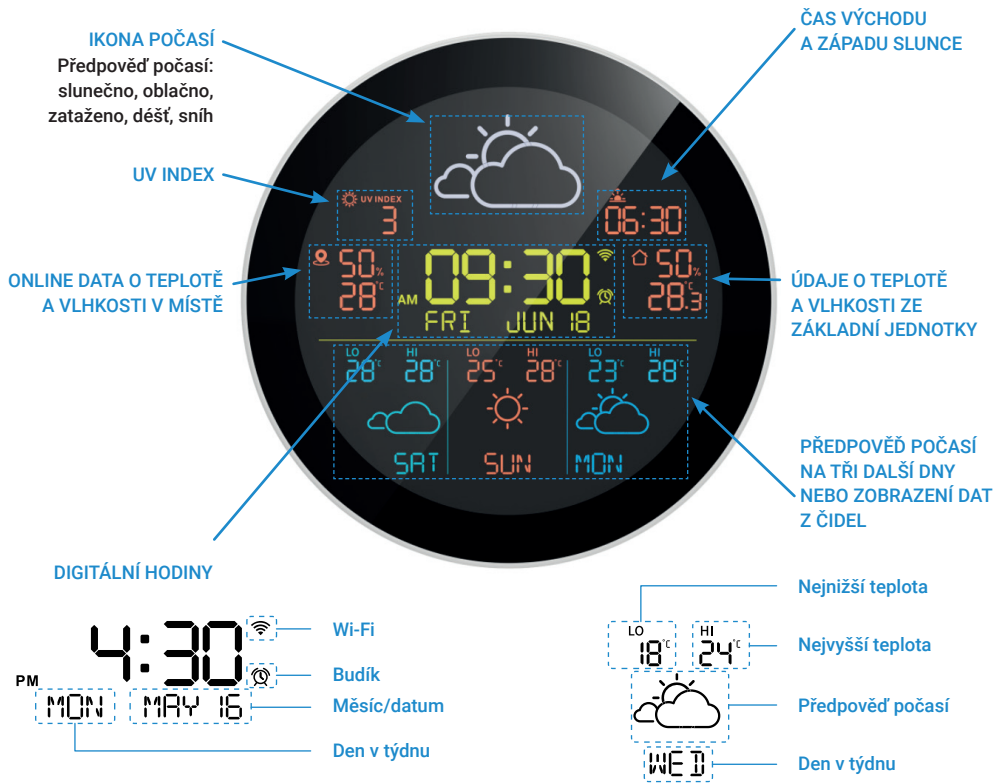 IKONA POČASÍ
Předpověď počasí:
slunečno, oblačno,
zataženo, déšť, sníh
ČAS VÝCHODU
A ZÁPADU SLUNCE
UV INDEX
UV INDEX
3
06:30
ONLINE DATA O TEPLOTĚ
A VLHKOSTI V MÍSTĚ
50%
28°C
AM 09:30
FRI JUN 18
50%
28.3°C
ÚDAJE O TEPLOTĚ
A VLHKOSTI ZE
ZÁKLADNÍ JEDNOTKY
LO HI LO HI LO HI
28°C 28°C 25°C 28°C 23°C 28°C
SAT SUN MON
PŘEDPOVĚĎ POČASÍ
NA TŘI DALŠÍ DNY
NEBO ZOBRAZENÍ DAT
Z ČIDEL
DIGITÁLNÍ HODINY
PM 4:30
MON MAY 16
Wi-Fi
Budík
Měsíc/datum
Den v týdnu
LO HI
18°C 24°C
WED
Nejnižší teplota
Nejvyšší teplota
Předpověď počasí
Den v týdnu